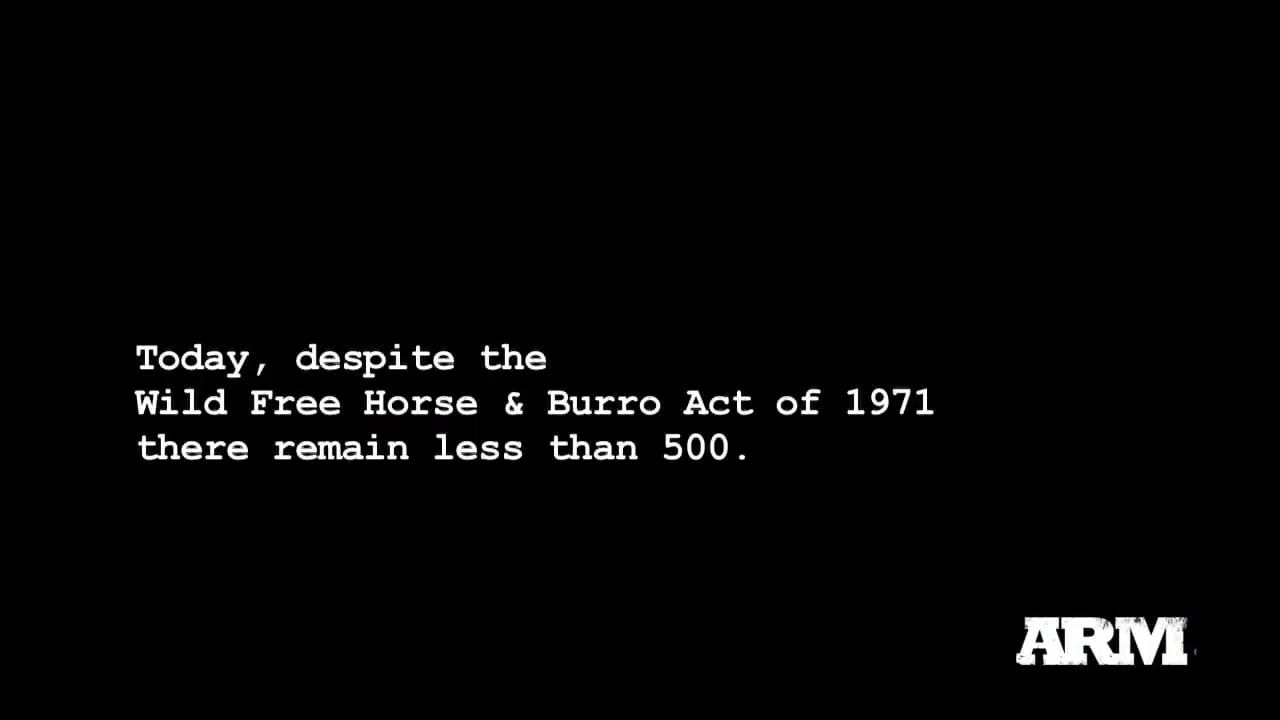 Today, despite the
Wild Free Horse & Burro Act of 1971
there remain less than 500.
ARM